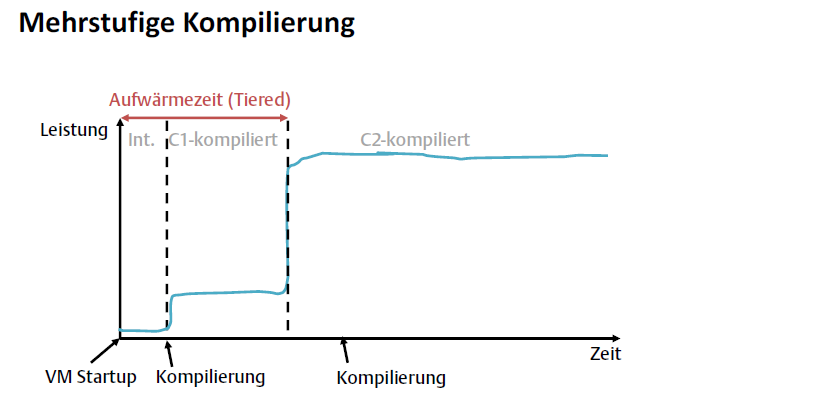 Mehrstufige Kompilierung
Aufwärmezeit (Tiered)
Leistung
Int.
C1-kompiliert
C2-kompiliert
Zeit
VM Startup
Kompilierung
Kompilierung